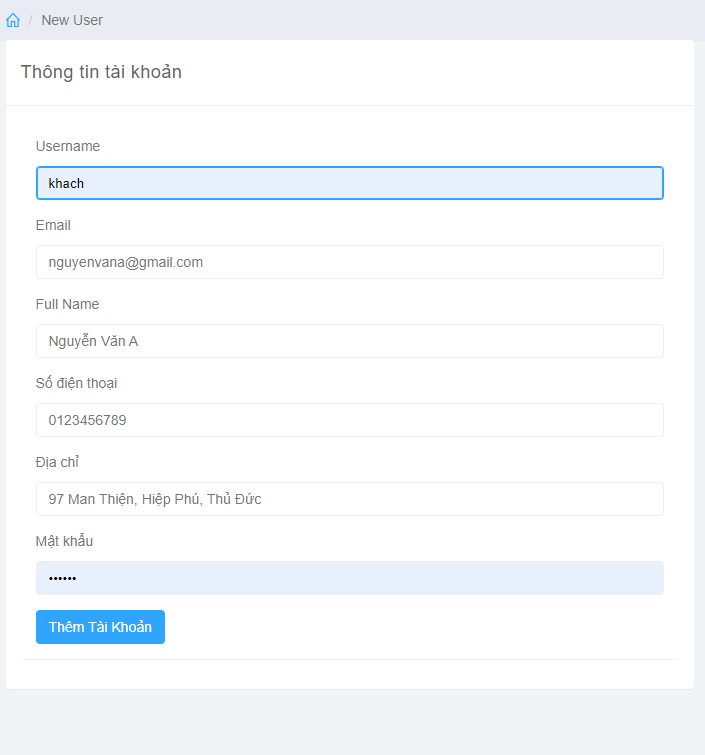 / New User
Thông tin tài khoản
Username
khach
Email
nguyenvana@gmail.com
Full Name
Nguyễn Văn A
Số điện thoại
0123456789
Địa chỉ
97 Man Thiện, Hiệp Phú, Thủ Đức
Mật khẩu
••••••
Thêm Tài Khoản